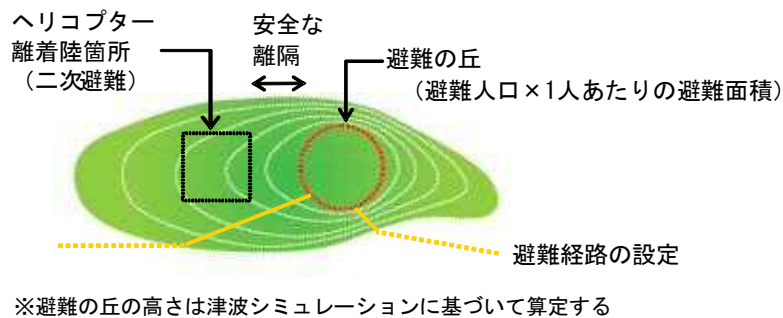 ヘリコプター
離着陸箇所
（二次避難）
安全な
離隔
避難の丘
（避難人口×1人あたりの避難面積）
避難経路の設定
※避難の丘の高さは津波シミュレーションに基づいて算定する